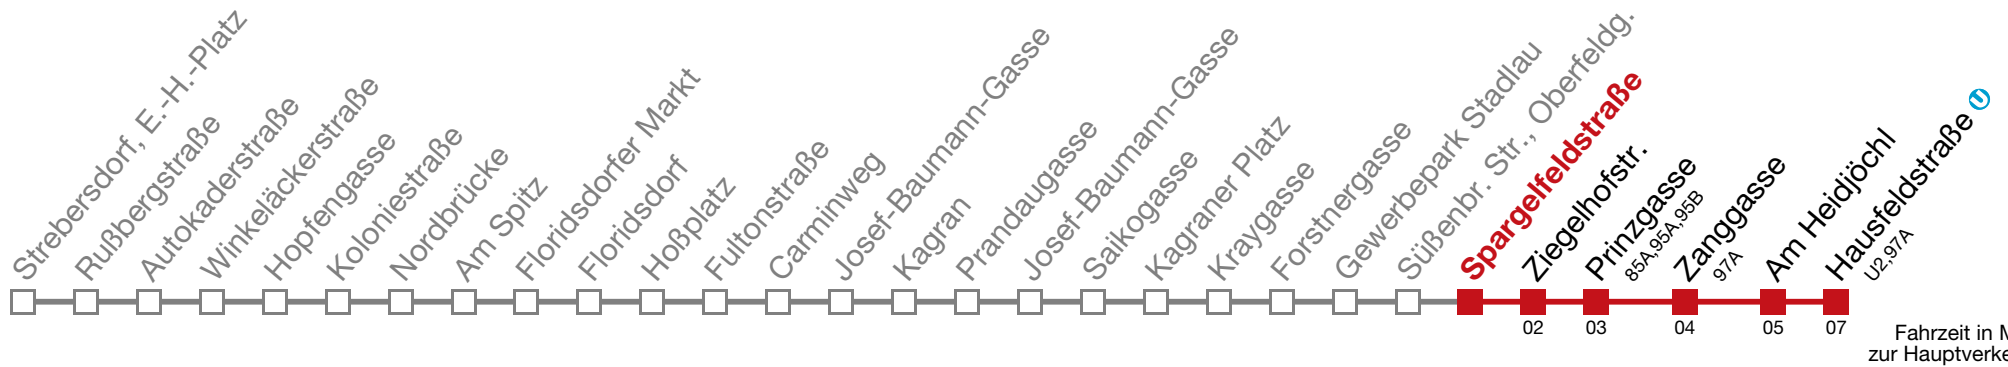 Strebersdorf, E.-H.-Platz
Rußbergstraße
Autokaderstraße
Winkeläckerstraße
Hopfengasse
Koloniestraße
Nordbrücke
Am Spitz
Floridsdorfer Markt
Floridsdorf
Hoßplatz
Fultonstraße
Carminweg
Josef-Baumann-Gasse
Kagran
Prandaugasse
Josef-Baumann-Gasse
Saikogasse
Kagraner Platz
Kraygasse
Forstnergasse
Gewerbepark Stadlau
Süßenbr. Str., Oberfeldg.
Spargelfeldstraße
Ziegelhofstr.
02
Prinzgasse
85A,95A,95B
03
Zanggasse
97A
04
Am Heidjöchl
05
Hausfeldstraße U
U2,97A
07
Fahrzeit in M
zur Hauptverke